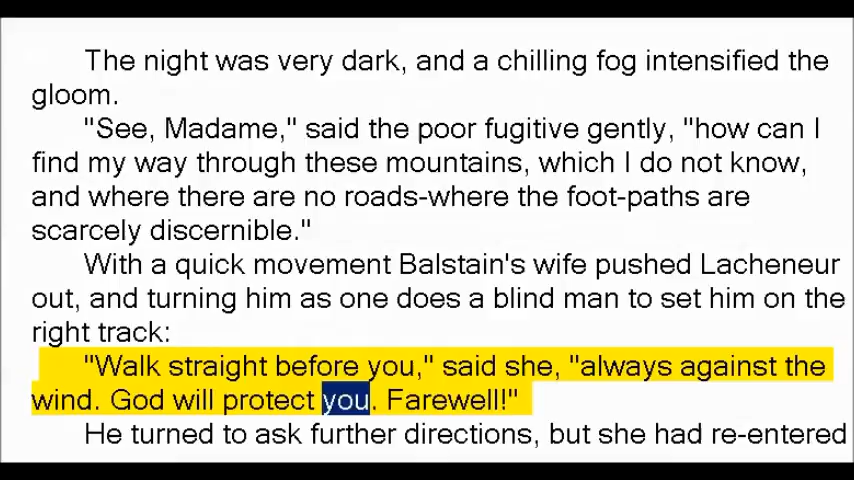 The night was very dark, and a chilling fog intensified the
gloom.
"See, Madame," said the poor fugitive gently, "how can I
find my way through these mountains, which I do not know,
and where there are no roads-where the foot-paths are
scarcely discernible."
With a quick movement Balstain's wife pushed Lacheneur
out, and turning him as one does a blind man to set him on the
right track:
"Walk straight before you," said she, "always against the
wind. God will protect you. Farewell!"
He turned to ask further directions, but she had re-entered